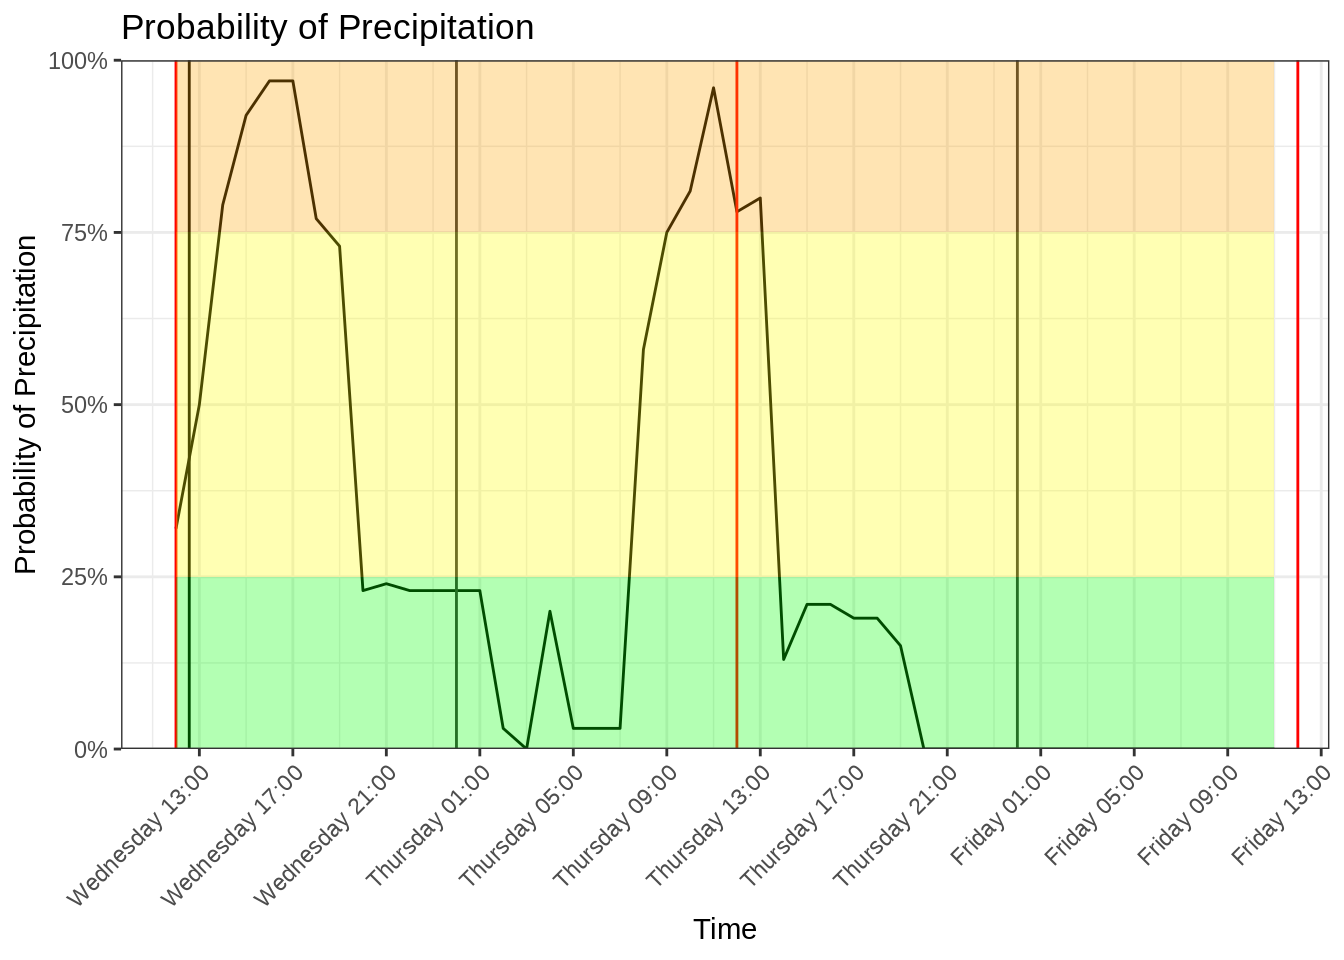 Probability of Precipitation
Probability of Precipitation
100%
75%
50%
25%
0%
Wednesday 13:00
Wednesday 17:00
Wednesday 21:00
Thursday 01:00
Thursday 05:00
Thursday 09:00
Thursday 13:00
Thursday 17:00
Thursday 21:00
Friday 01:00
Friday 05:00
Friday 09:00
Friday 13:00
Time